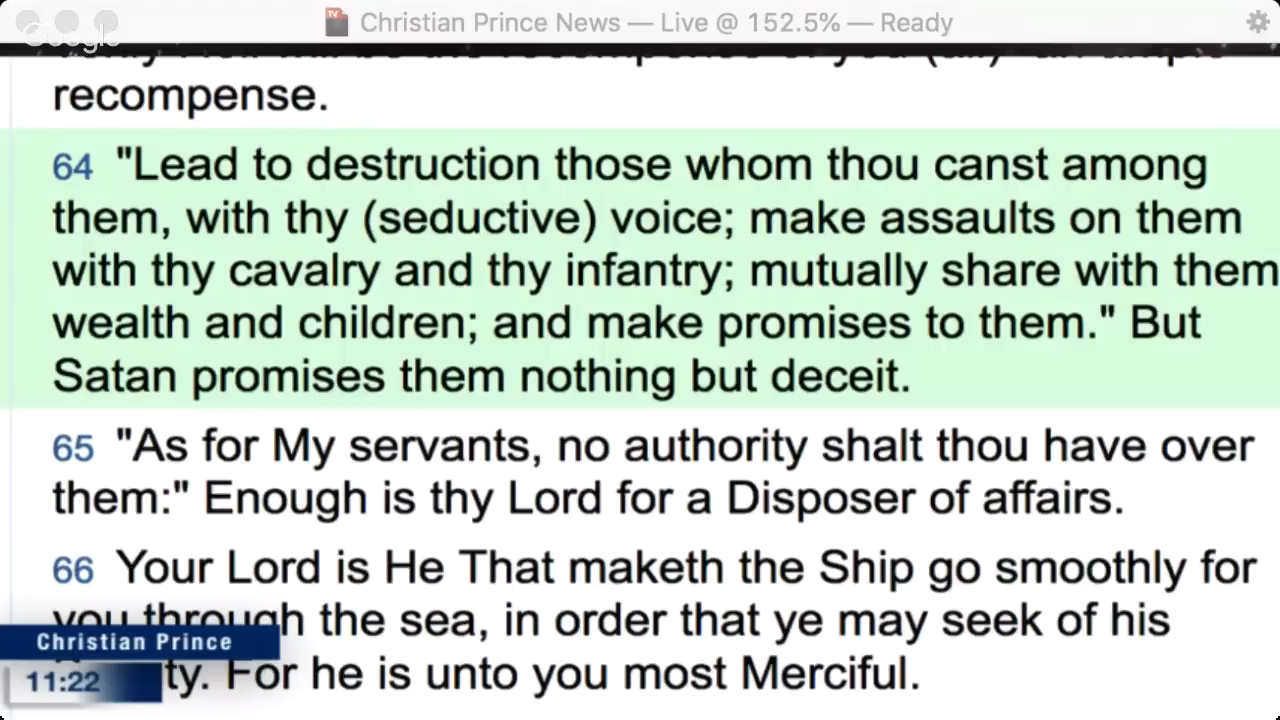 Christian Prince News — Live @ 152.5% — Ready
Google
recompense.
64 "Lead to destruction those whom thou canst among
them, with thy (seductive) voice; make assaults on them
with thy cavalry and thy infantry; mutually share with them
wealth and children; and make promises to them." But
Satan promises them nothing but deceit.
65 "As for My servants, no authority shalt thou have over
them:" Enough is thy Lord for a Disposer of affairs.
66 Your Lord is He That maketh the Ship go smoothly for
you through the sea, in order that ye may seek of his
ty. For he is unto you most Merciful.
Christian Prince
11:22